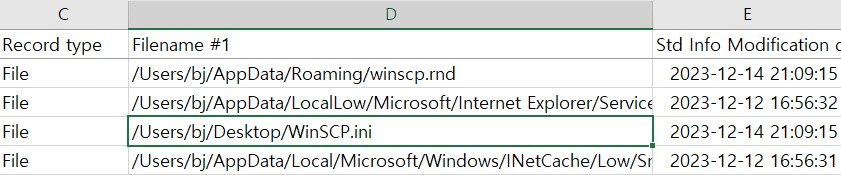 C D E
Record type Filename #1 Std Info Modification
File /Users/bj/AppData/Roaming/winscp.rnd 2023-12-14 21:09:15
File /Users/bj/AppData/LocalLow/Microsoft/Internet Explorer/Service 2023-12-12 16:56:32
File /Users/bj/Desktop/WinSCP.ini 2023-12-14 21:09:15
File /Users/bj/AppData/Local/Microsoft/Windows/INetCache/Low/Sr 2023-12-12 16:56:31